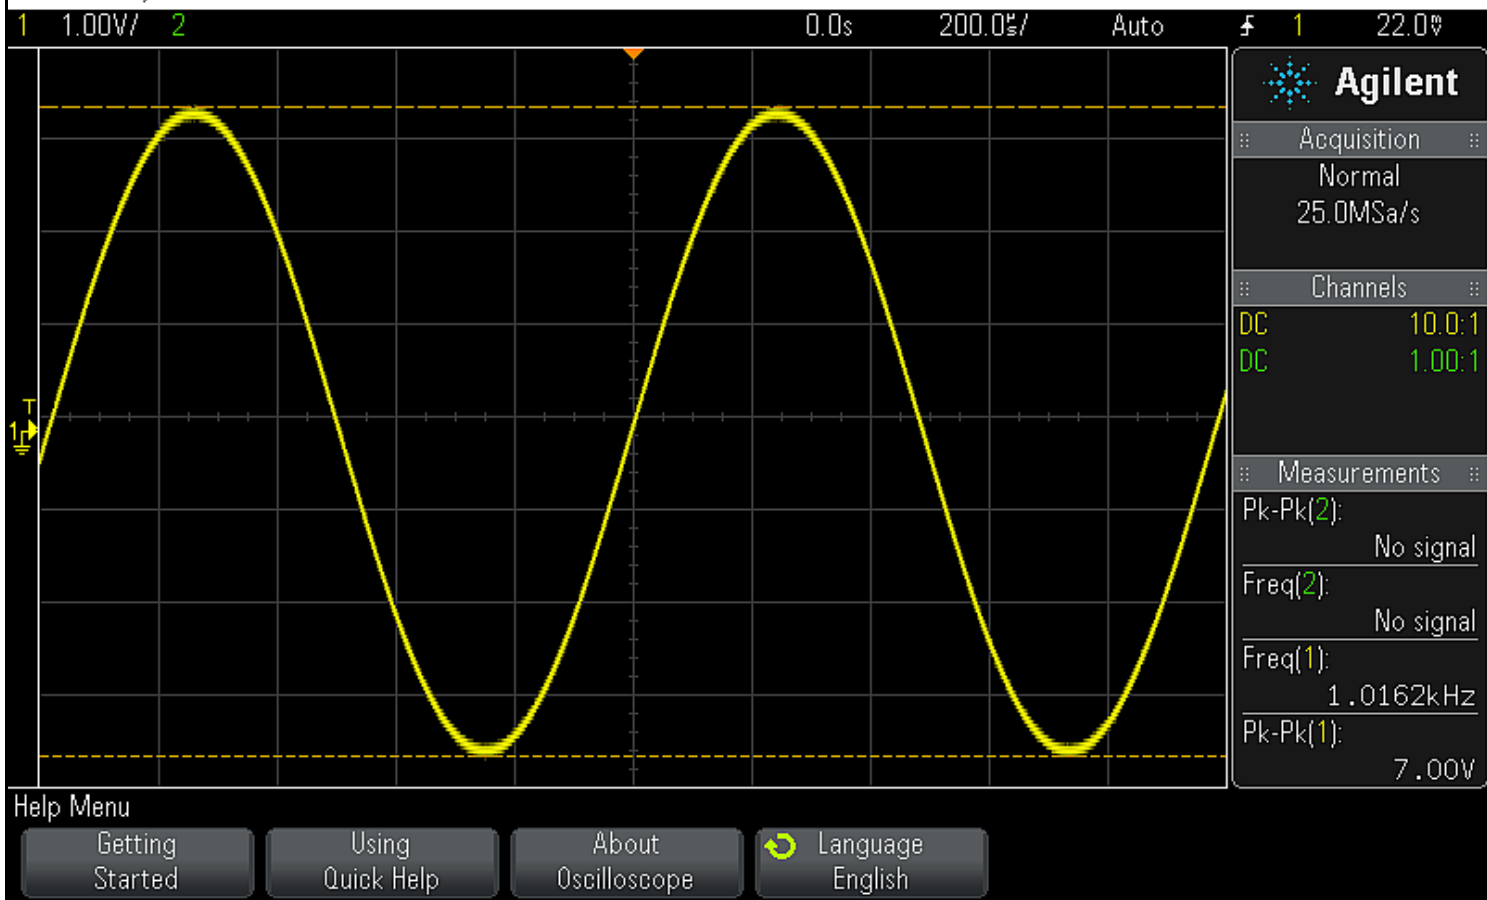 1 1.00V/ 2 0.0s 200.0µs/ Auto 1 22.0mV
Agilent
Acquisition
Normal
25.0MSa/s
Channels
DC 10.0:1
DC 1.00:1
T
1
Measurements
Pk-Pk(2):
No signal
Freq(2):
No signal
Freq(1):
1.0162kHz
Pk-Pk(1):
7.00V
Help Menu
Getting
Started
Using
Quick Help
About
Oscilloscope
Language
English